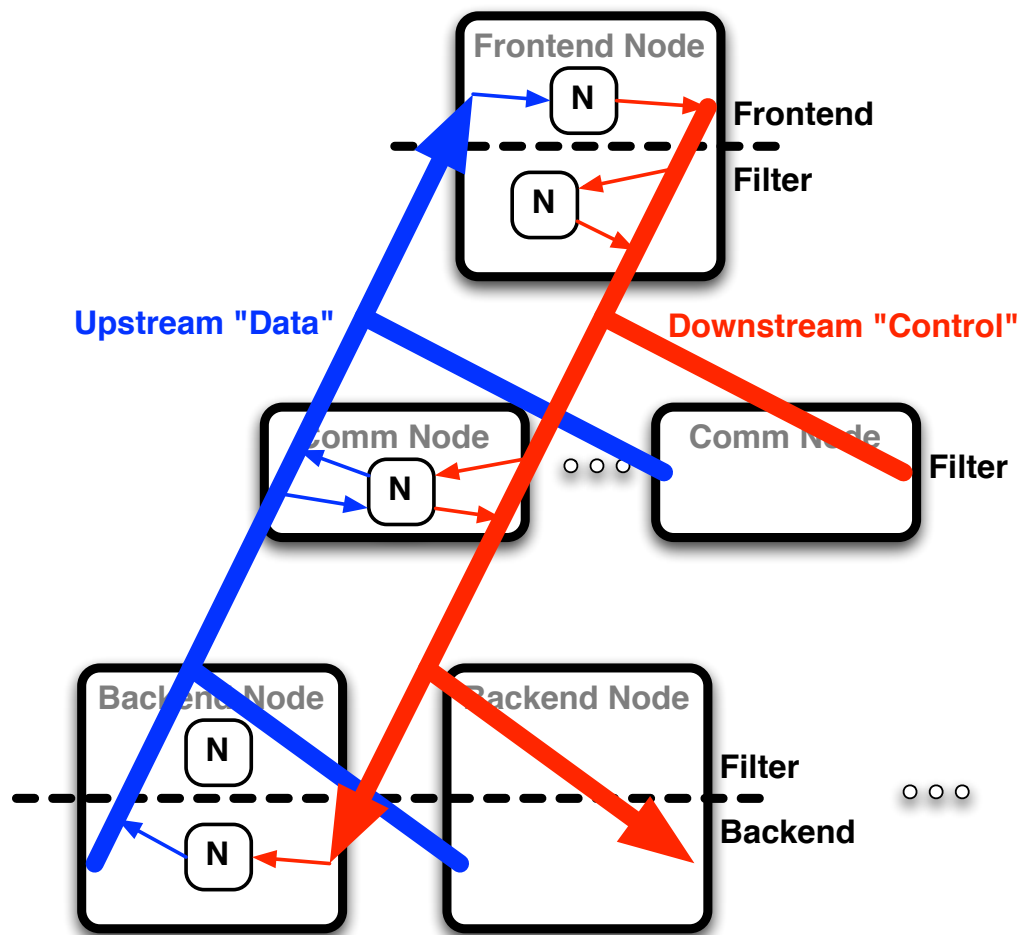 Frontend Node
N
Frontend
Filter
N
Upstream "Data"
Downstream "Control"
Comm Node
Comm Node
N
Filter
Backend Node
Backend Node
N
Filter
Backend
N